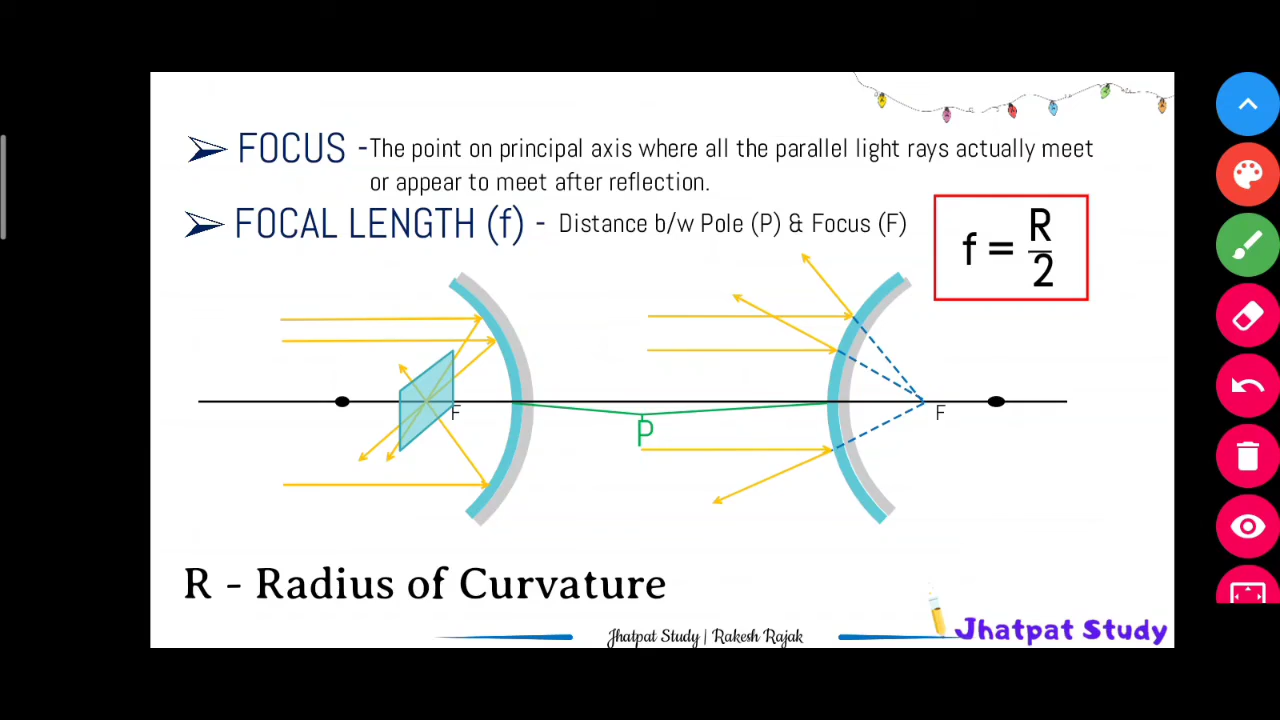 FOCUS -The point on principal axis where all the parallel light rays actually meet
or appear to meet after reflection.
FOCAL LENGTH (f) - Distance b/w Pole (P) & Focus (F)
f = R/2
F
P
F
R - Radius of Curvature
Jhatpat Study | Rakesh Rajak
Jhatpat Study